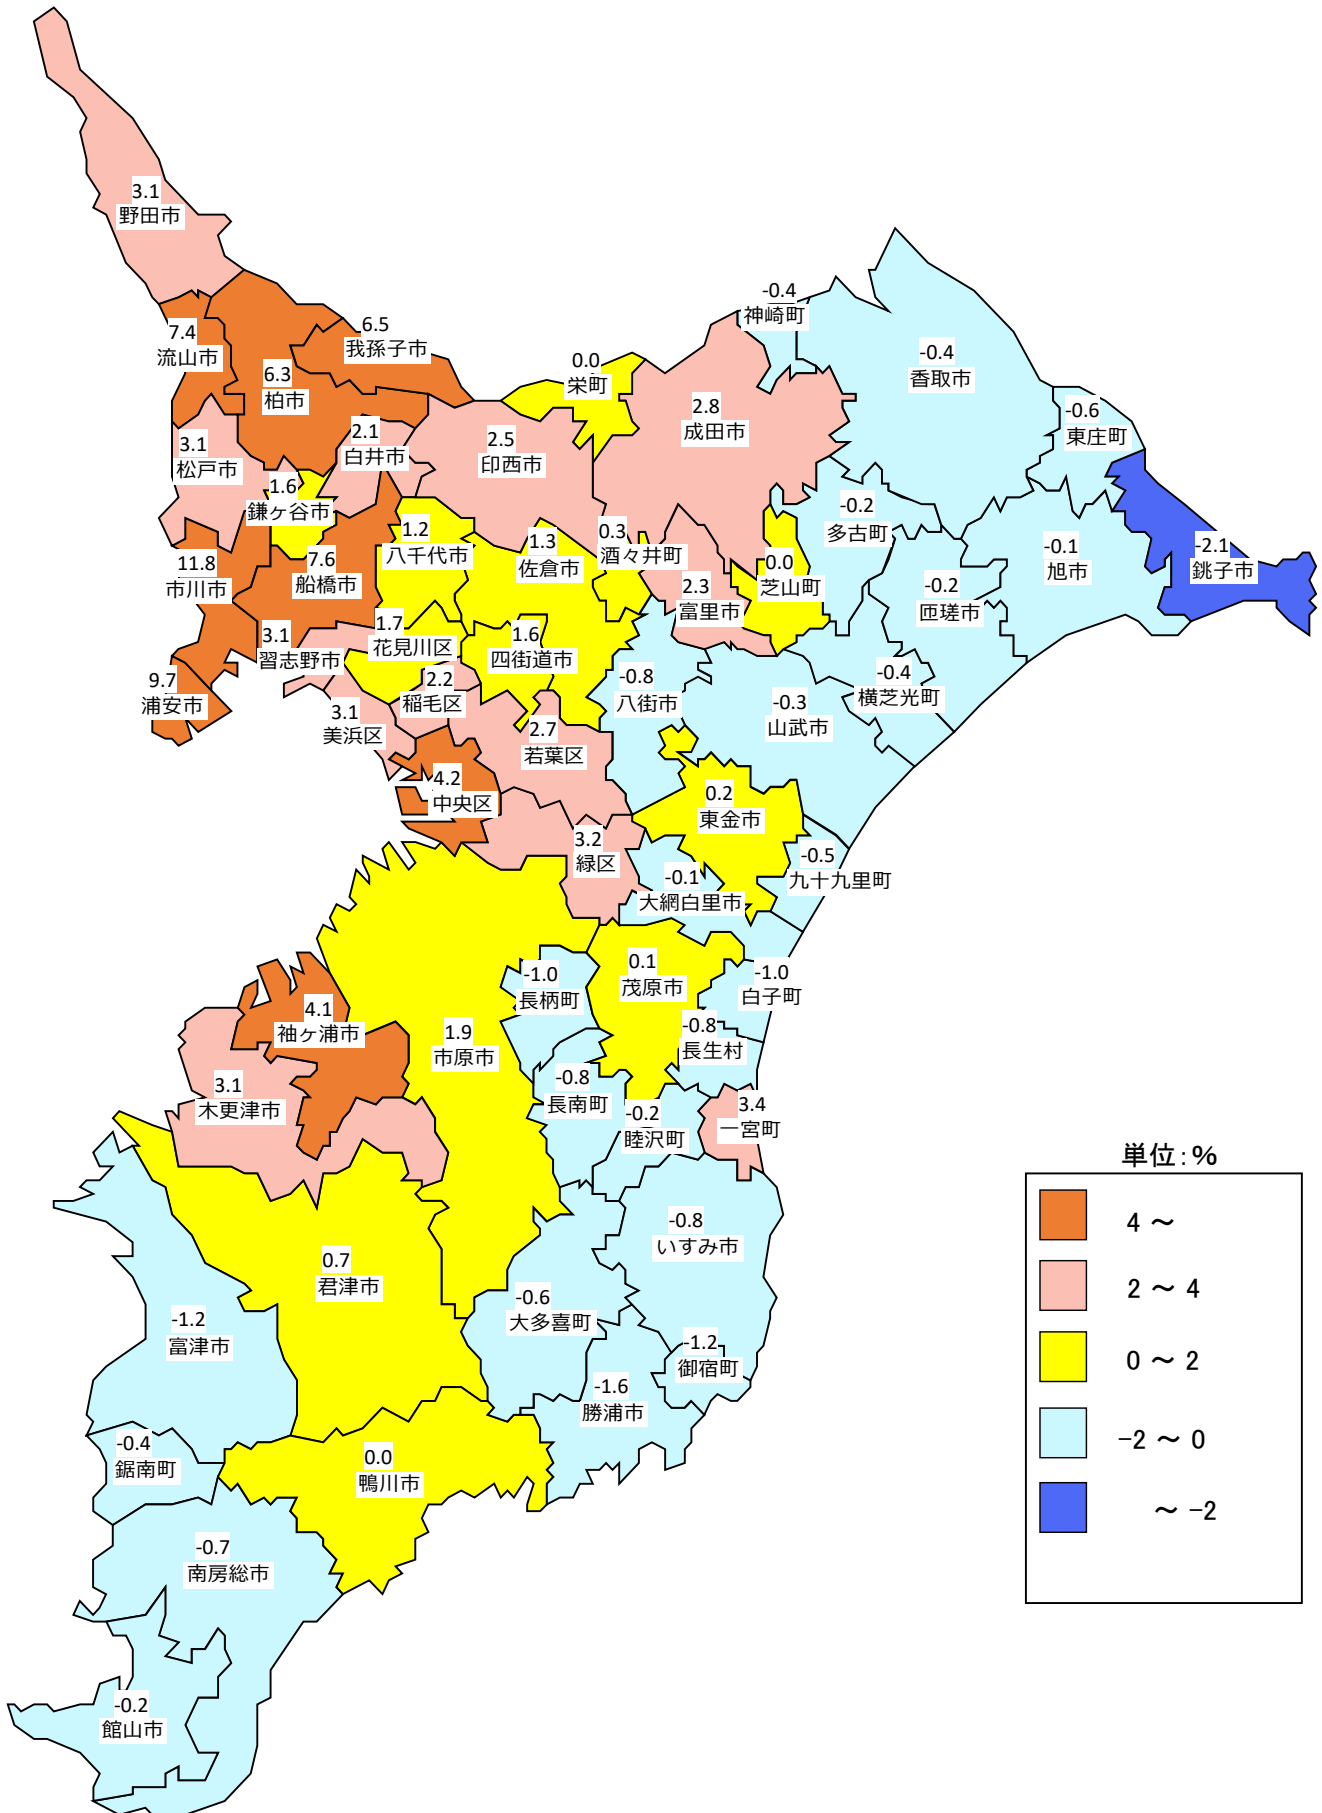 3.1
野田市
7.4
流山市
6.5
我孫子市
6.3
柏市
0.0
栄町
-0.4
神崎町
-0.4
香取市
2.8
成田市
-0.6
東庄町
3.1
松戸市
2.1
白井市
2.5
印西市
1.6
鎌ヶ谷市
-0.2
多古町
-2.1
銚子市
11.8
市川市
7.6
船橋市
1.2
八千代市
1.3
佐倉市
0.3
酒々井町
2.3
富里市
0.0
芝山町
-0.2
匝瑳市
-0.1
旭市
3.1
習志野市
1.7
花見川区
1.6
四街道市
-0.8
八街市
-0.3
山武市
-0.4
横芝光町
9.7
浦安市
3.1
美浜区
2.2
稲毛区
2.7
若葉区
4.2
中央区
3.2
緑区
0.2
東金市
-0.5
九十九里町
-0.1
大網白里市
4.1
袖ヶ浦市
1.9
市原市
-1.0
長柄町
0.1
茂原市
-1.0
白子町
-0.8
長生村
3.1
木更津市
-0.8
長南町
-0.2
睦沢町
3.4
一宮町
0.7
君津市
-0.8
いすみ市
-1.2
富津市
-0.6
大多喜町
-1.2
御宿町
-1.6
勝浦市
-0.4
鋸南町
0.0
鴨川市
-0.7
南房総市
-0.2
館山市
単位:%
4 ～
2 ～ 4
0 ～ 2
−2 ～ 0
～ −2